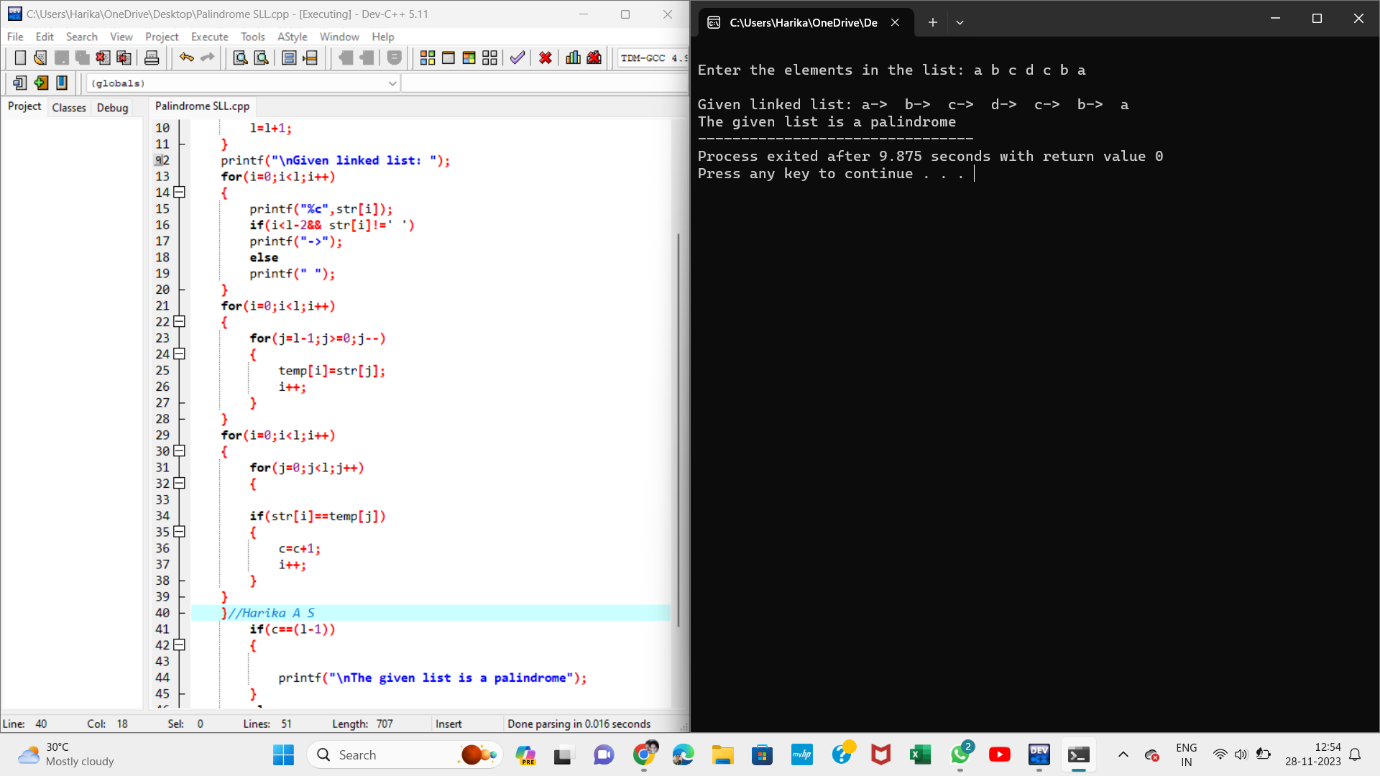 C:\Users\Harika\OneDrive\Desktop\Palindrome SLL.cpp - [Executing] - Dev-C++ 5.11
File Edit Search View Project Execute Tools AStyle Window Help
TDM-GCC 4.9
(globals)
Project Classes Debug
Palindrome SLL.cpp
10 l=l+1;
11 }
12 printf("\nGiven linked list: ");
13 for(i=0;i<l;i++)
14 {
15 printf("%c",str[i]);
16 if(i<l-2&& str[i]!=' ')
17 printf("->");
18 else
19 printf(" ");
20 }
21 for(i=0;i<l;i++)
22 {
23 for(j=l-1;j>=0;j--)
24 {
25 temp[i]=str[j];
26 i++;
27 }
28 }
29 for(i=0;i<l;i++)
30 {
31 for(j=0;j<l;j++)
32 {
33
34 if(str[i]==temp[j])
35 {
36 c=c+1;
37 i++;
38 }
39 }
40 }//Harika A S
41 if(c==(l-1))
42 {
43
44 printf("\nThe given list is a palindrome");
45 }
Line: 40 Col: 18 Sel: 0 Lines: 51 Length: 707 Insert Done parsing in 0.016 seconds
C:\Users\Harika\OneDrive\De
Enter the elements in the list: a b c d c b a
Given linked list: a-> b-> c-> d-> c-> b-> a
The given list is a palindrome
--------------------------------
Process exited after 9.875 seconds with return value 0
Press any key to continue . . .
30°C
Mostly cloudy
Search
PRE
myhp
2
DEV
ENG
IN
12:54
28-11-2023